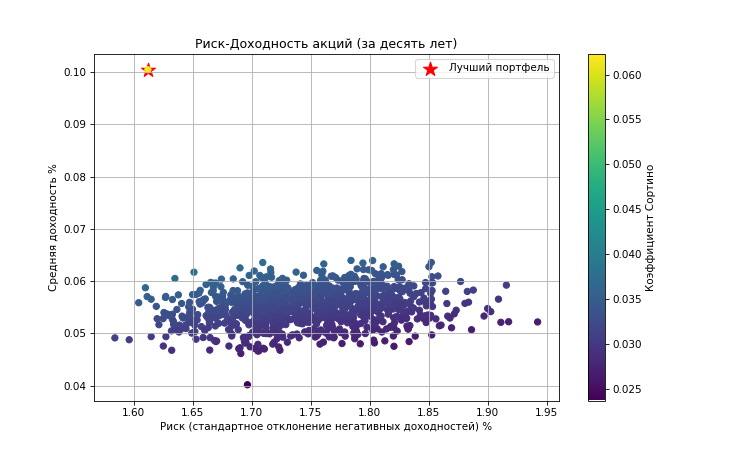 Риск-Доходность акций (за десять лет)
Лучший портфель
0.10
0.09
0.08
0.07
0.06
0.05
0.04
Средняя доходность %
1.60 1.65 1.70 1.75 1.80 1.85 1.90 1.95
Риск (стандартное отклонение негативных доходностей) %
0.060
0.055
0.050
0.045
0.040
0.035
0.030
0.025
Коэффициент Сортино